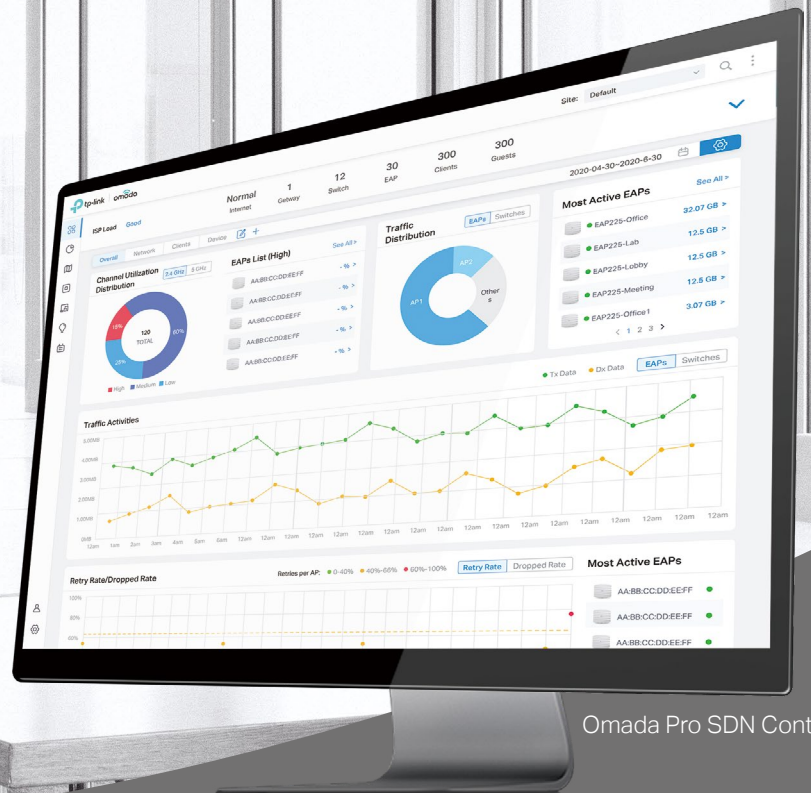 Site: Default
tp-link omada
ISP Load Good
Normal
Internet
1
Getway
12
Switch
30
EAP
300
Clients
300
Guests
2020-04-30~2020-6-30
Overall Network Clients Device
Channel Utilization
Distribution
2.4 GHz 5 GHz
15%
60%
25%
120
TOTAL
High Medium Low
EAPs List (High) See All >
AA:BB:CC:DD:EE:FF - % >
AA:BB:CC:DD:EE:FF - % >
AA:BB:CC:DD:EE:FF - % >
AA:BB:CC:DD:EE:FF - % >
AA:BB:CC:DD:EE:FF - % >
Traffic
Distribution
EAPs Switches
AP2
AP1
Other
s
Most Active EAPs See All >
EAP225-Office 32.07 GB >
EAP225-Lab 12.5 GB >
EAP225-Lobby 12.5 GB >
EAP225-Meeting 12.5 GB >
EAP225-Office1 3.07 GB >
< 1 2 3 >
Tx Data Dx Data EAPs Switches
Traffic Activities
5.00MB
4.00MB
3.00MB
2.00MB
1.00MB
0MB
12am 1am 2am 3am 4am 5am 6am 12am 12am 12am 12am 12am 12am 12am 12am 12am 12am 12am 12am 12am 12am 12am 12am 12am
Retry Rate/Dropped Rate
Retries per AP: 0-40% 40%-66% 60%-100% Retry Rate Dropped Rate
100%
80%
60%
Most Active EAPs
AA:BB:CC:DD:EE:FF
AA:BB:CC:DD:EE:FF
AA:BB:CC:DD:EE:FF
Omada Pro SDN Cont